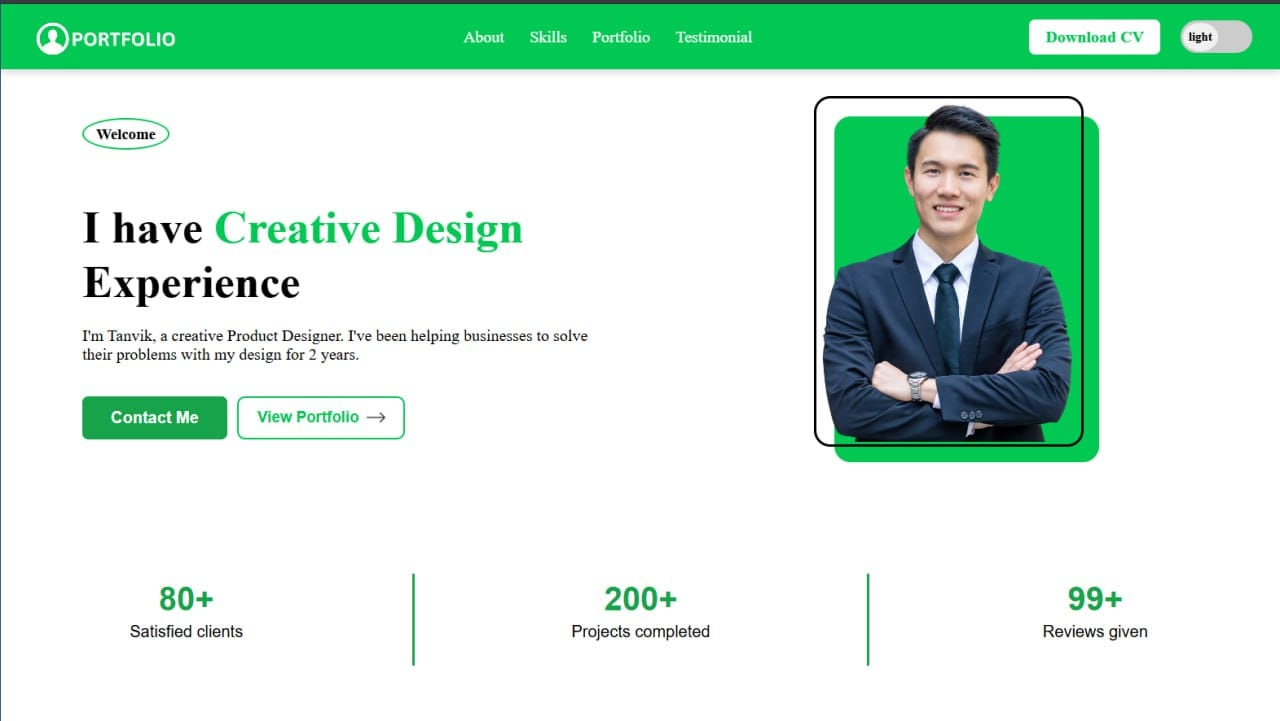 PORTFOLIO
About Skills Portfolio Testimonial
Download CV
light
Welcome
I have Creative Design
Experience
I'm Tanvik, a creative Product Designer. I've been helping businesses to solve
their problems with my design for 2 years.
Contact Me
View Portfolio →
80+
Satisfied clients
200+
Projects completed
99+
Reviews given